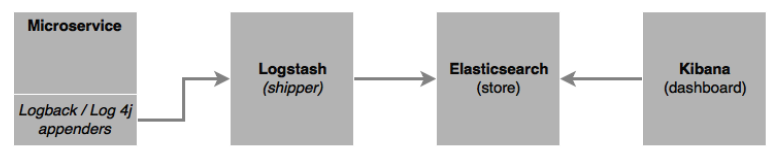 Microservice
Logback / Log 4j
appenders
Logstash
(shipper)
Elasticsearch
(store)
Kibana
(dashboard)